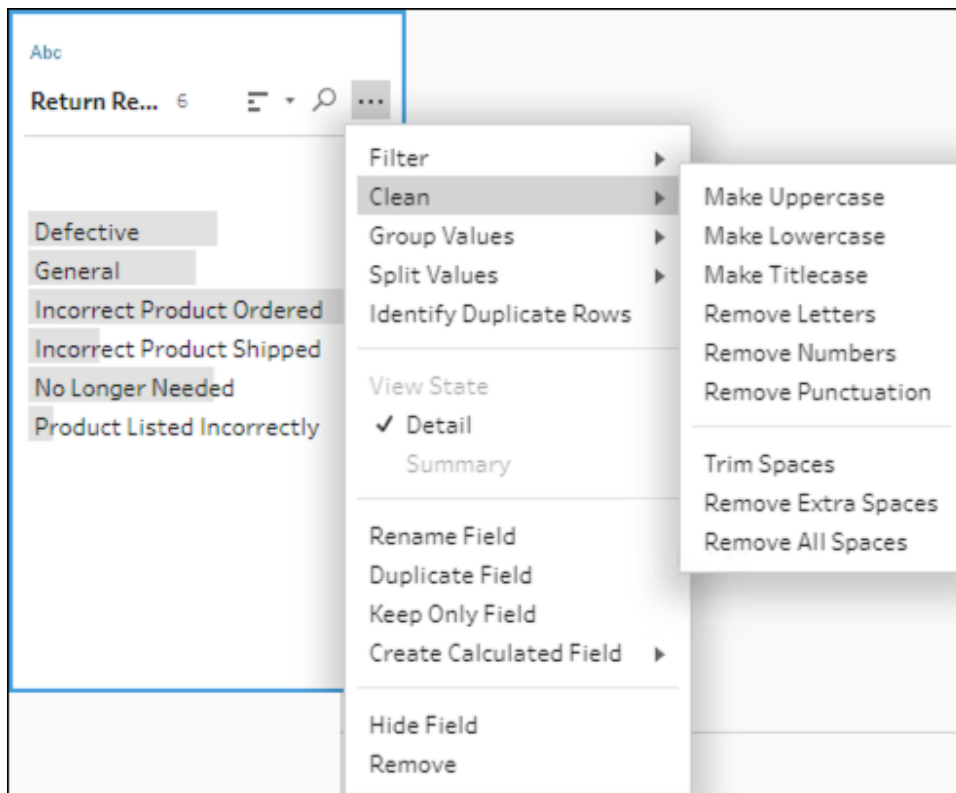 Abc
Return Re... 6
Defective
General
Incorrect Product Ordered
Incorrect Product Shipped
No Longer Needed
Product Listed Incorrectly
Filter
Clean
Group Values
Split Values
Identify Duplicate Rows
View State
Detail
Summary
Rename Field
Duplicate Field
Keep Only Field
Create Calculated Field
Hide Field
Remove
Make Uppercase
Make Lowercase
Make Titlecase
Remove Letters
Remove Numbers
Remove Punctuation
Trim Spaces
Remove Extra Spaces
Remove All Spaces